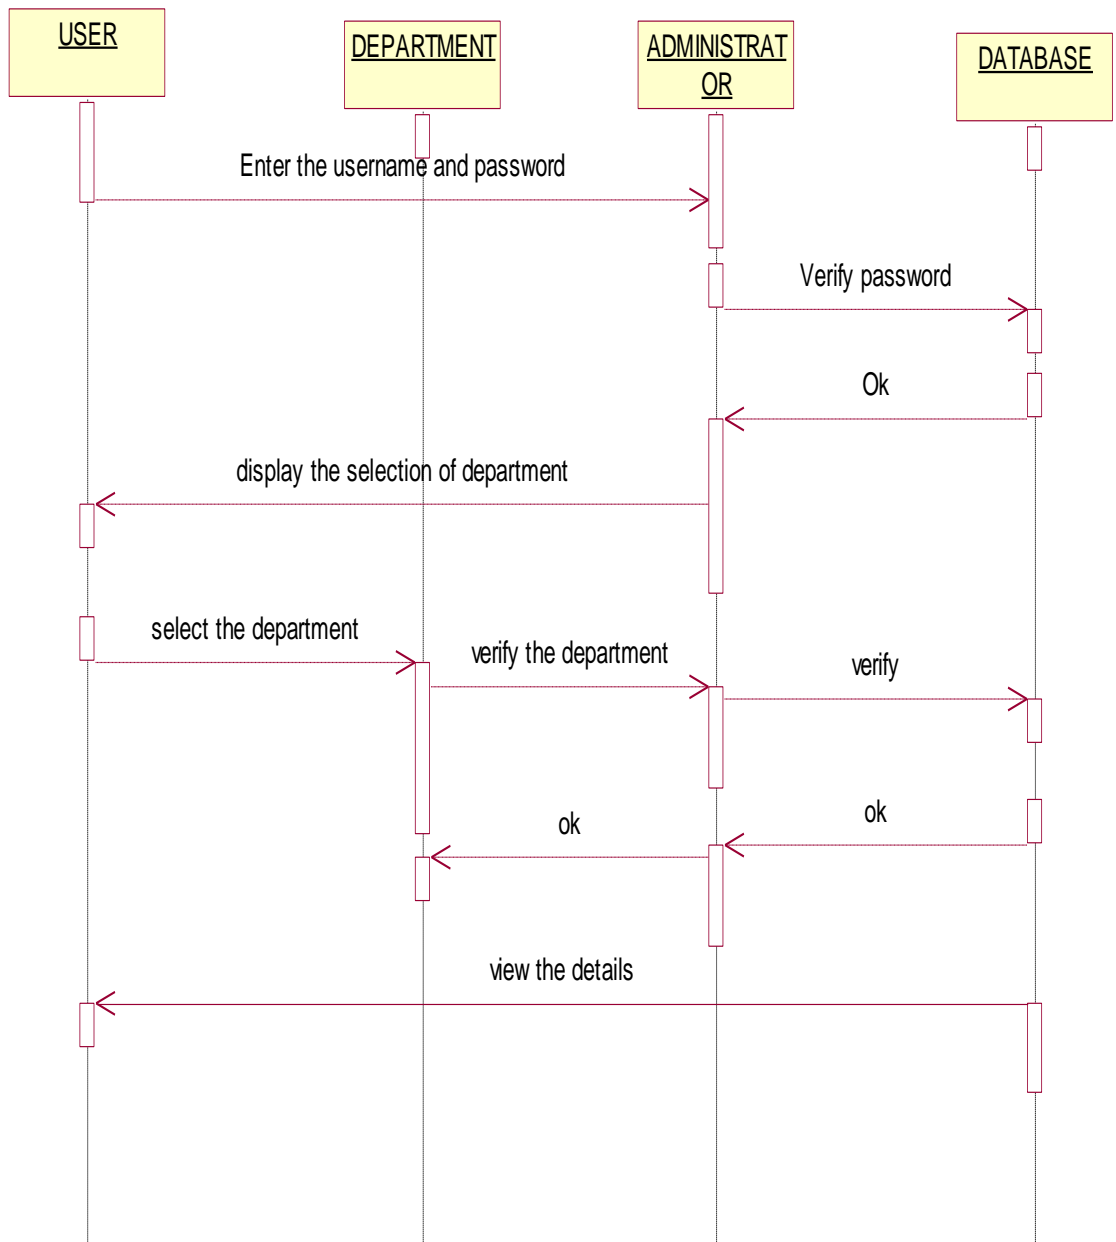 USER
DEPARTMENT
ADMINISTRAT
OR
DATABASE
Enter the username and password
Verify password
Ok
display the selection of department
select the department
verify the department
verify
ok
ok
view the details